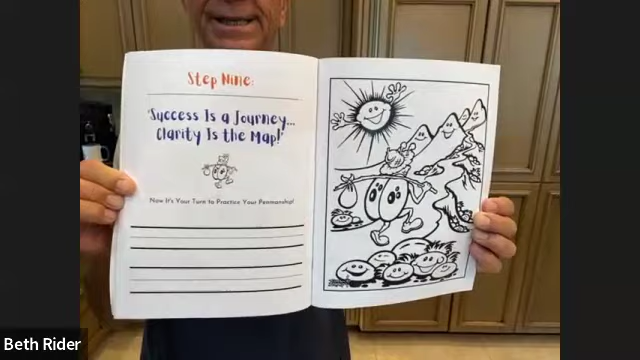 Step Nine:
"Success Is a Journey...
Clarity Is the Map!"
Now It's Your Turn to Practice Your Penmanship!
Beth Rider